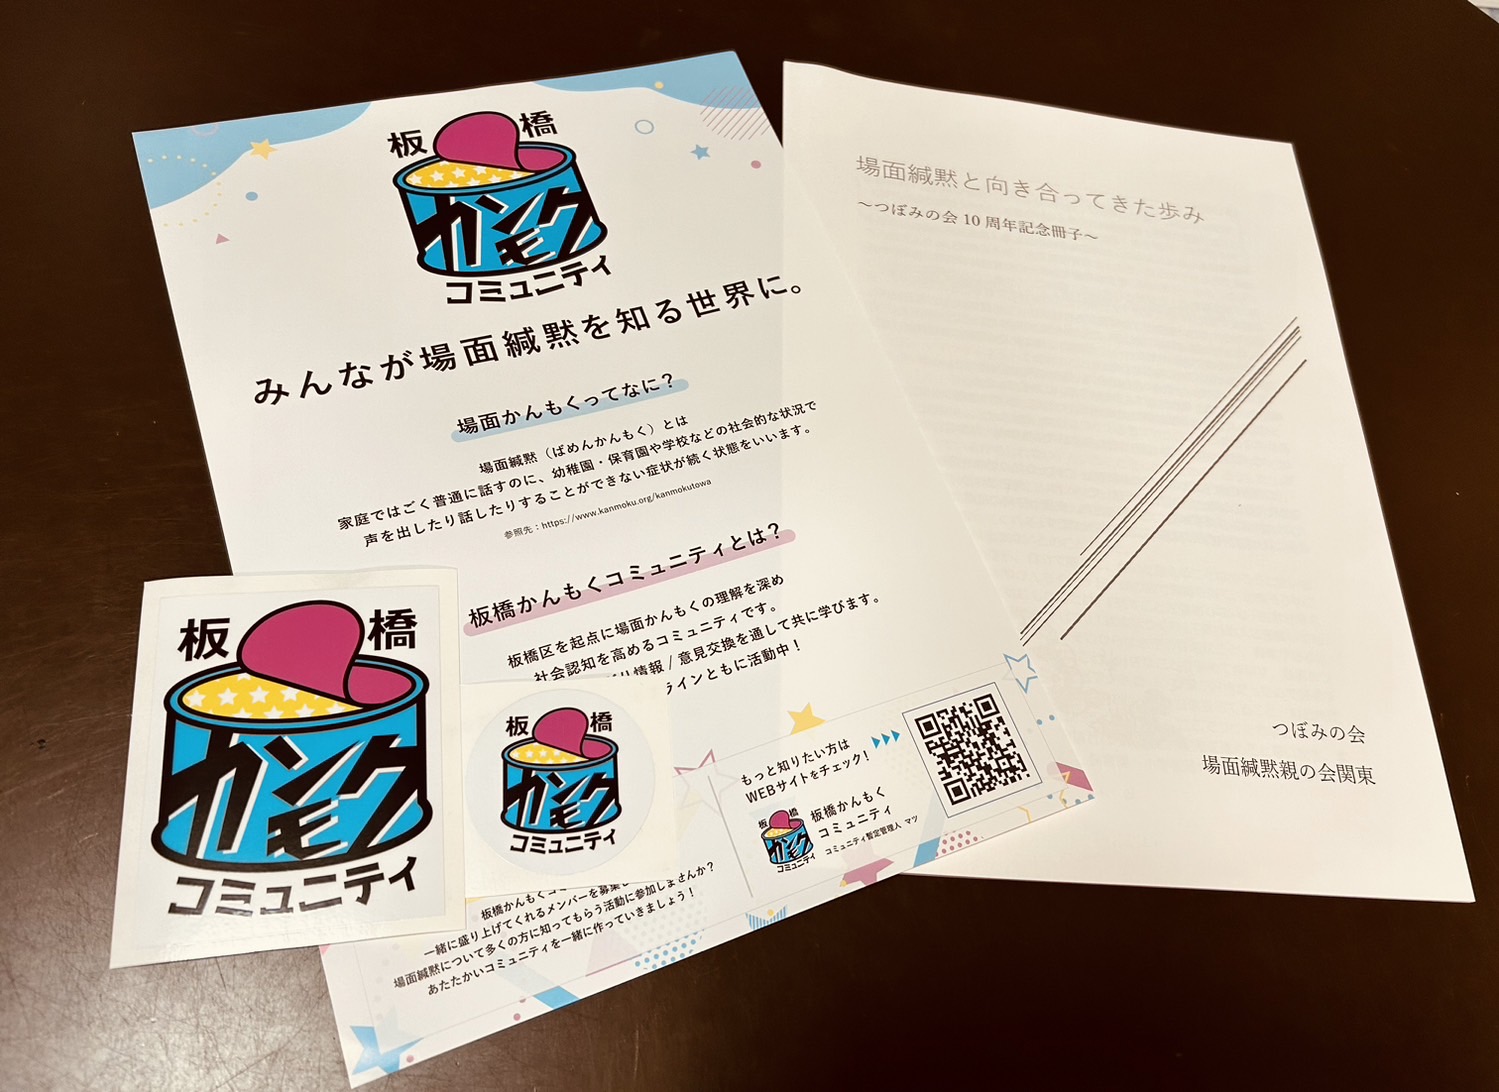 板橋
カンモク
コミュニティ
みんなが場面緘黙を知る世界に。
場面かんもくってなに？
場面緘黙（ばめんかんもく）とは
家庭ではごく普通に話すのに、幼稚園・保育園や学校などの社会的な状況で
声を出したり話したりすることができない症状が続く状態をいいます。
参照先：https://www.kanmoku.org/kanmokutowa
板橋かんもくコミュニティとは？
板橋区を起点に場面かんもくの理解を深め
社会認知を高めるコミュニティです。
情報 / 意見交換を通して共に学びます。
ラインともに活動中！
もっと知りたい方は
WEBサイトをチェック！
板橋
カンモク
コミュニティ
板橋かんもく
コミュニティ
コミュニティ暫定管理人 マツ
板橋かんもくコミ
を募集し
一緒に盛り上げてくれるメンバー
場面緘黙について多くの方に知ってもらう活動に参加しませんか？
あたたかいコミュニティを一緒に作っていきましょう！
板橋
カンモク
コミュニティ
板橋
カンモク
コミュニティ
場面緘黙と向き合ってきた歩み
～つぼみの会 10 周年記念冊子～
つぼみの会
場面緘黙親の会関東